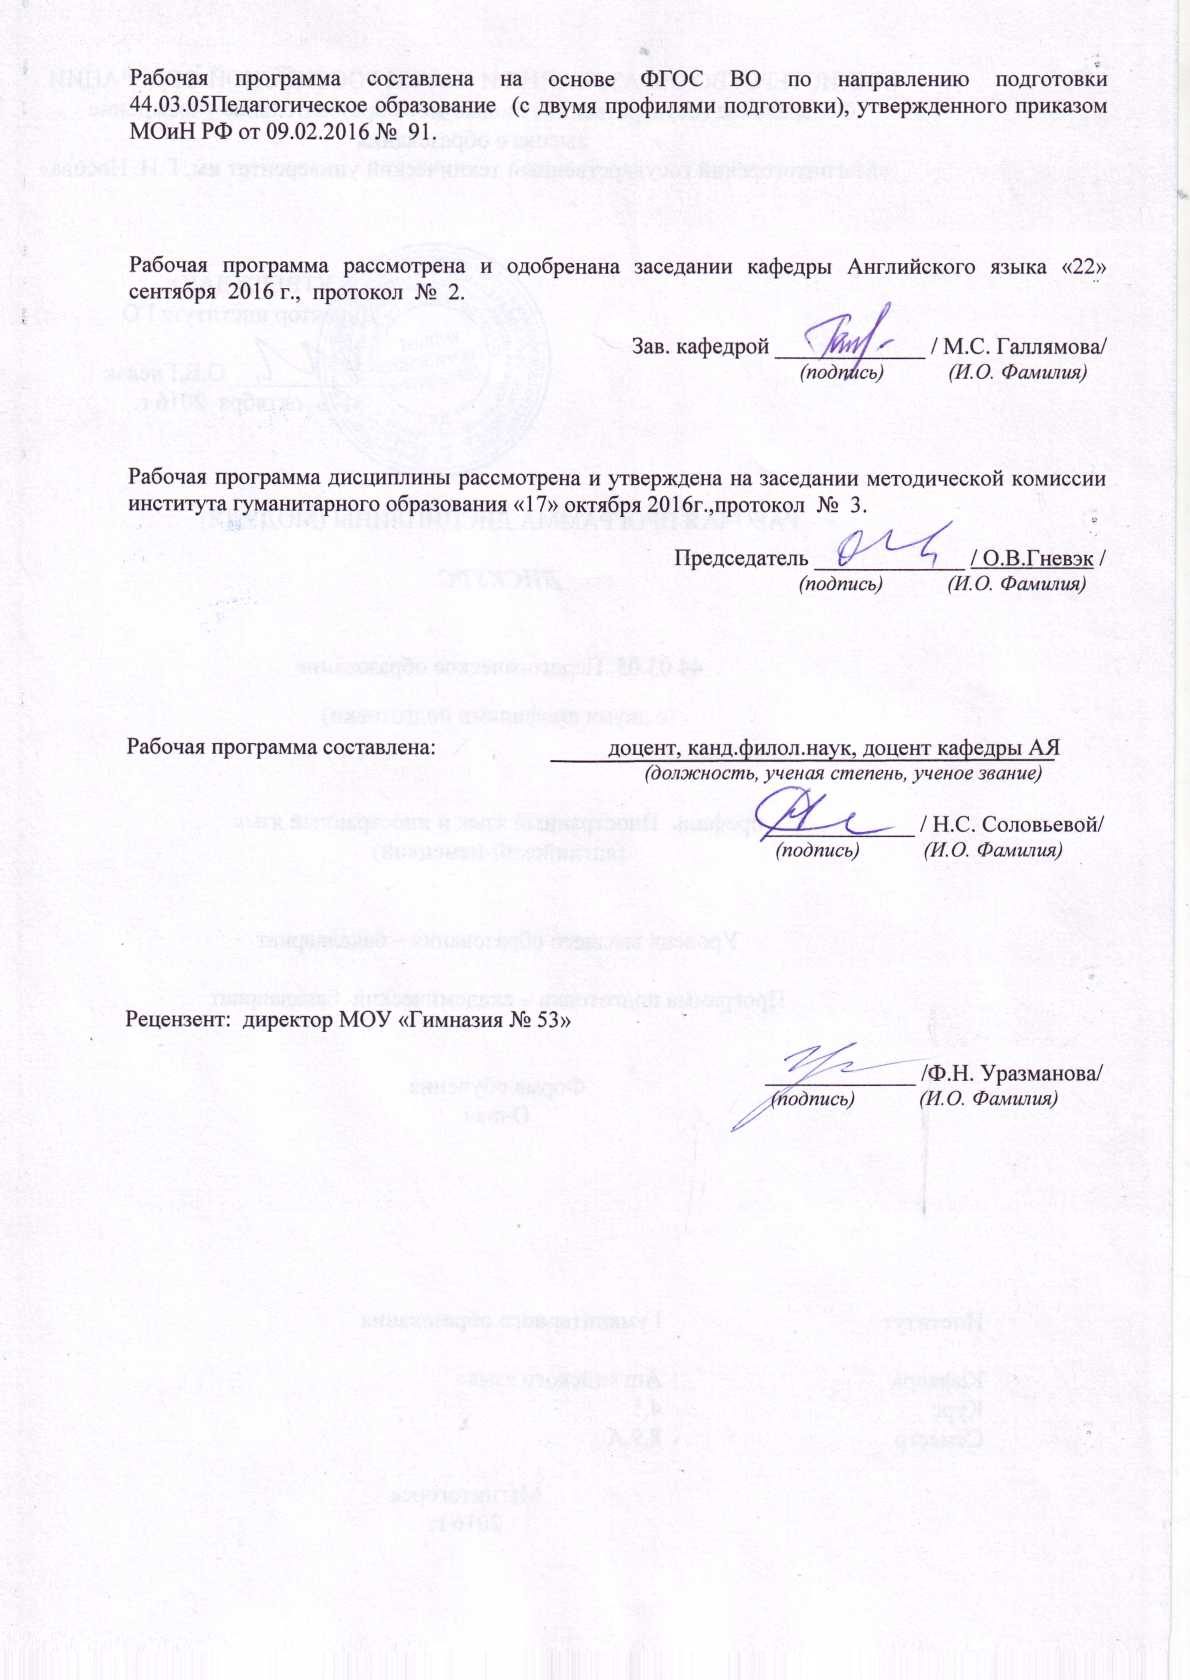 Рабочая программа составлена на основе ФГОС ВО по направлению подготовки
44.03.05Педагогическое образование (с двумя профилями подготовки), утвержденного приказом
МОиН РФ от 09.02.2016 № 91.
Рабочая программа рассмотрена и одобренана заседании кафедры Английского языка «22»
сентября 2016 г., протокол № 2.
Зав. кафедрой _____________ / М.С. Галлямова/
(подпись) (И.О. Фамилия)
Рабочая программа дисциплины рассмотрена и утверждена на заседании методической комиссии
института гуманитарного образования «17» октября 2016г.,протокол № 3.
Председатель _____________ / О.В.Гневэк /
(подпись) (И.О. Фамилия)
Рабочая программа составлена: доцент, канд.филол.наук, доцент кафедры АЯ
(должность, ученая степень, ученое звание)
_____________ / Н.С. Соловьевой/
(подпись) (И.О. Фамилия)
Рецензент: директор МОУ «Гимназия № 53»
_____________ /Ф.Н. Уразманова/
(подпись) (И.О. Фамилия)